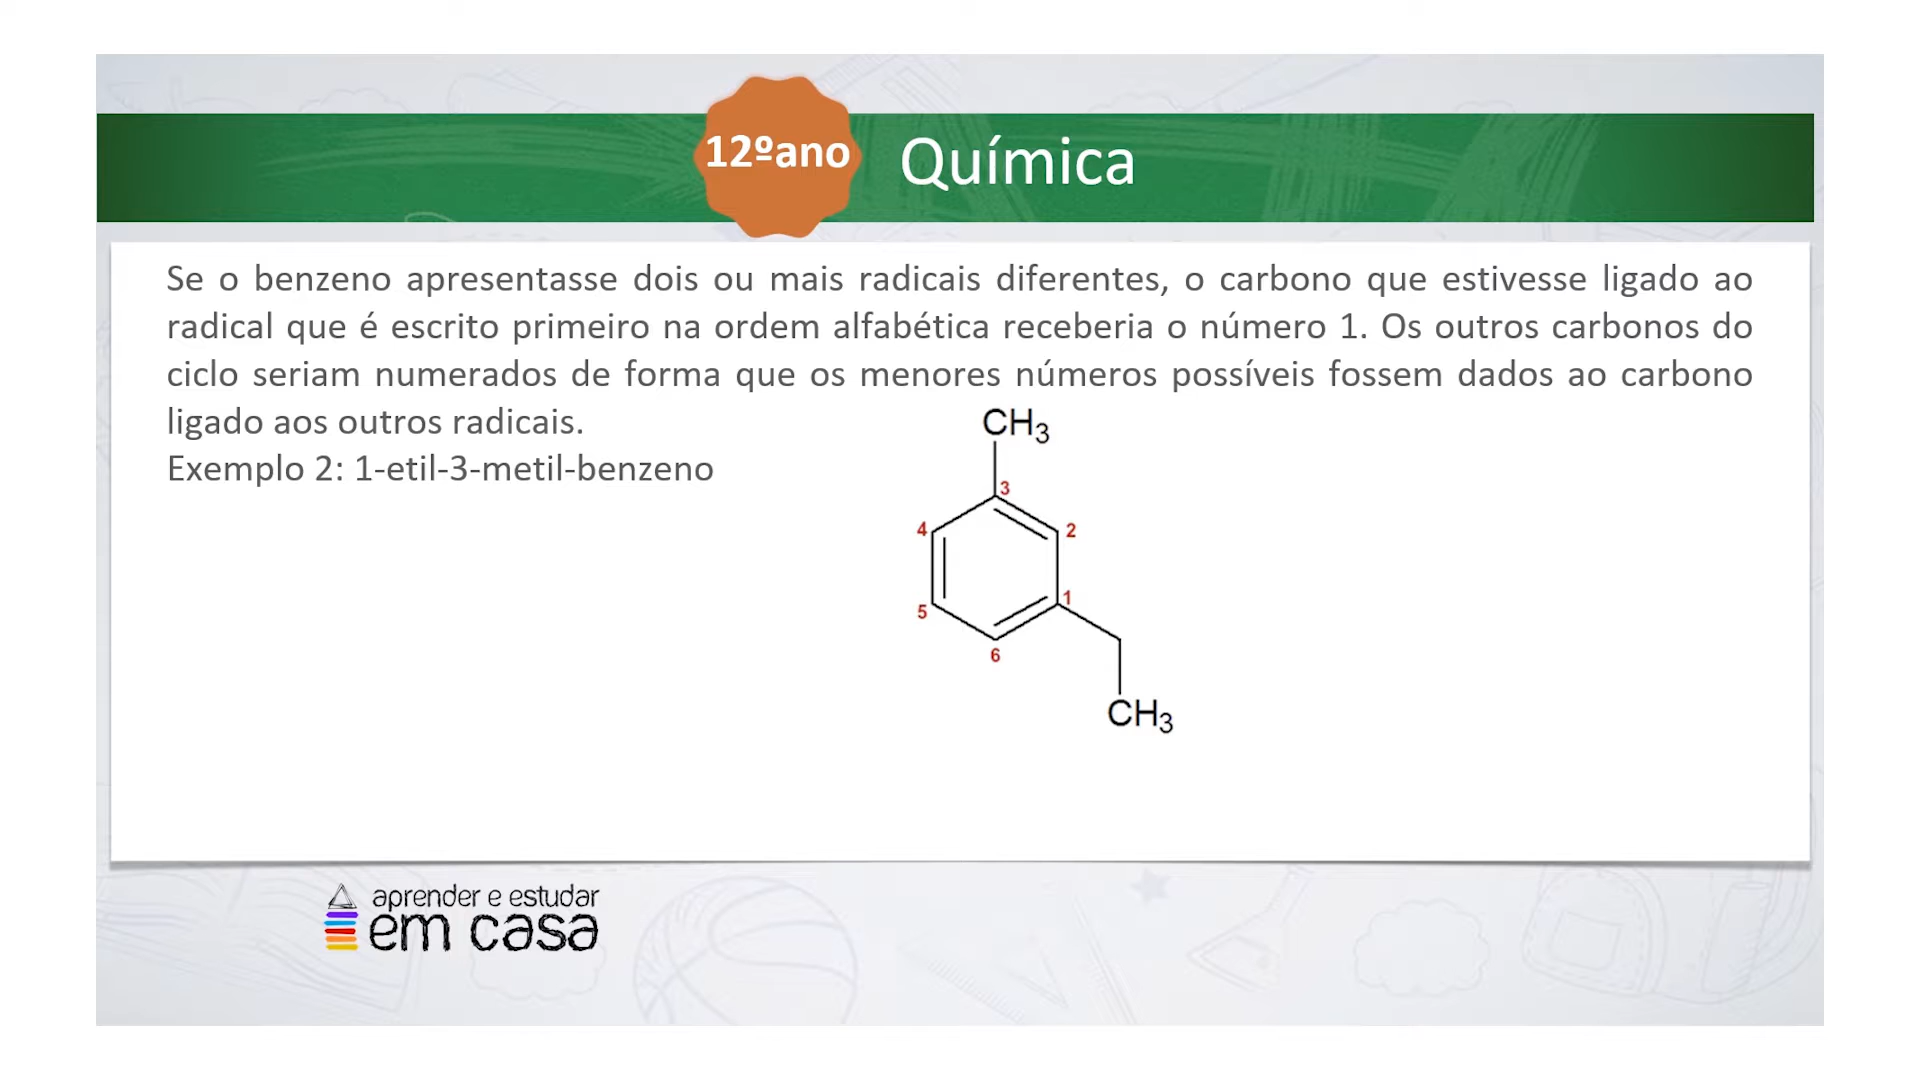 12ºano
Química
Se o benzeno apresentasse dois ou mais radicais diferentes, o carbono que estivesse ligado ao
radical que é escrito primeiro na ordem alfabética receberia o número 1. Os outros carbonos do
ciclo seriam numerados de forma que os menores números possíveis fossem dados ao carbono
ligado aos outros radicais.
Exemplo 2: 1-etil-3-metil-benzeno
CH₃
3
4
2
1
5
6
CH₃
aprender e estudar
em casa